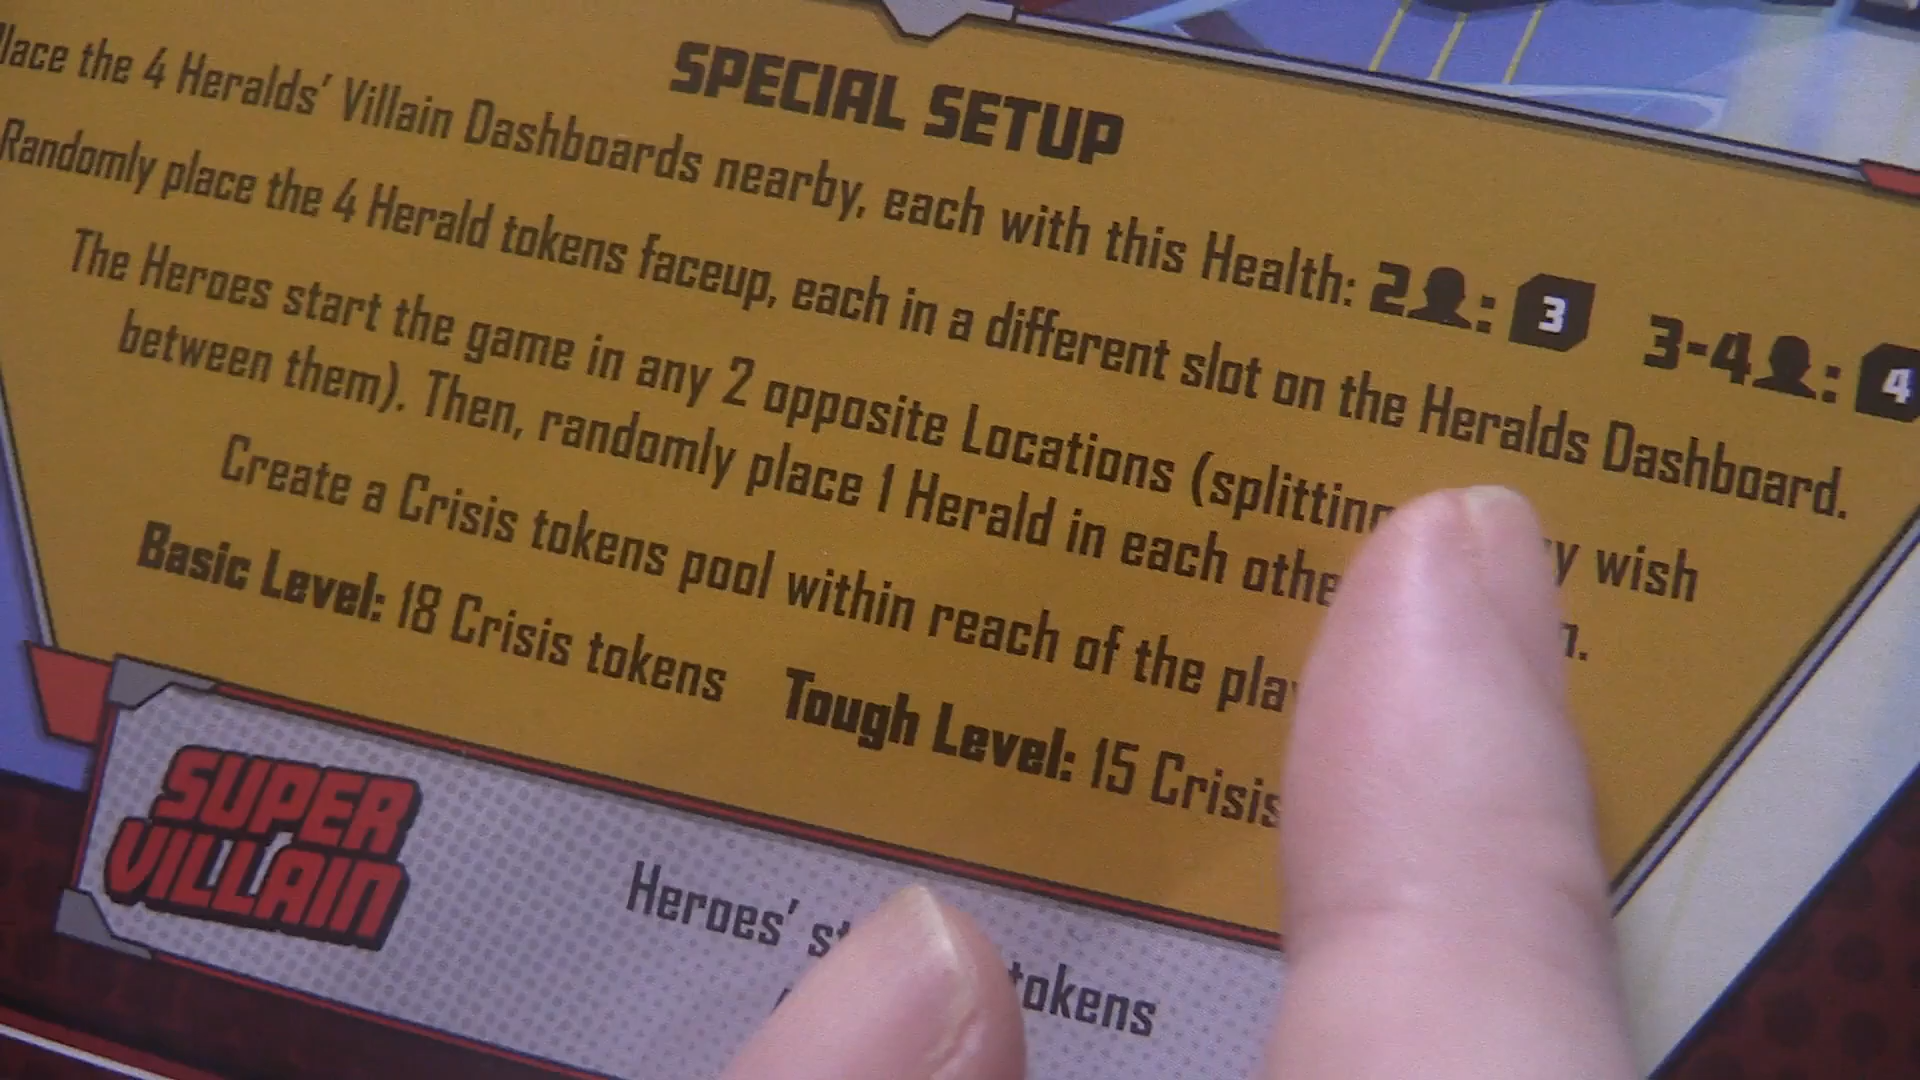 SPECIAL SETUP
lace the 4 Heralds' Villain Dashboards nearby, each with this Health: 2 : 3 3-4 : 4
Randomly place the 4 Herald tokens faceup, each in a different slot on the Heralds Dashboard.
The Heroes start the game in any 2 opposite Locations (splitting wish
between them). Then, randomly place 1 Herald in each
Create a Crisis tokens pool within reach of the
Basic Level: 18 Crisis tokens Tough Level: 15 Crisis
SUPER
VILLAIN
Heroes'
tokens